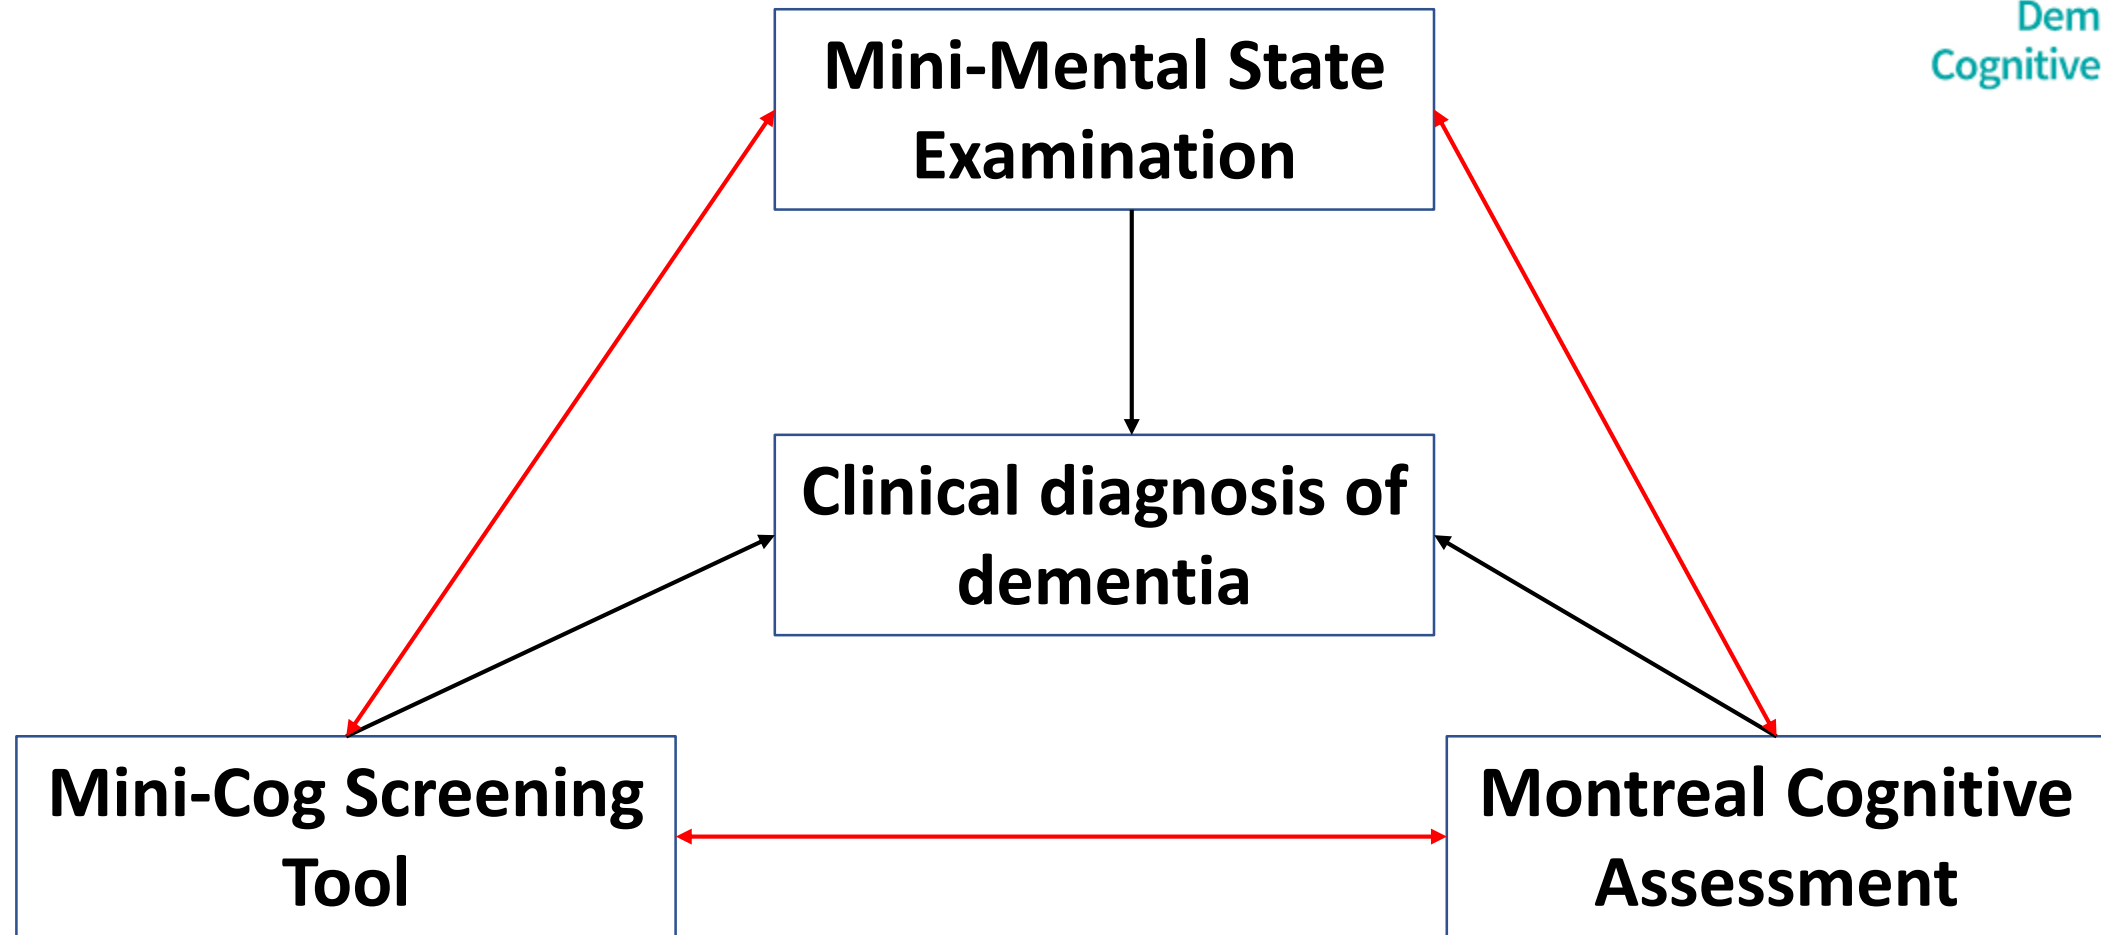 Dem
Cognitive
Mini-Mental State
Examination
Clinical diagnosis of
dementia
Mini-Cog Screening
Tool
Montreal Cognitive
Assessment